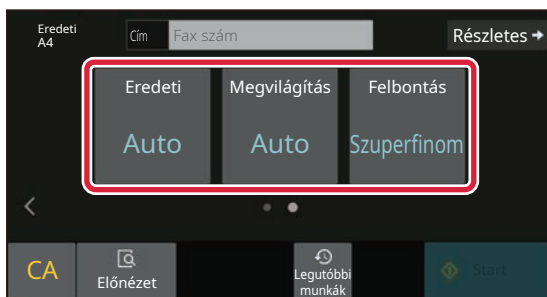 Eredeti
A4
Cím
Fax szám
Részletes
Eredeti
Megvilágítás
Felbontás
Auto
Auto
Szuperfinom
CA
Előnézet
Legutóbbi
munkák
Start